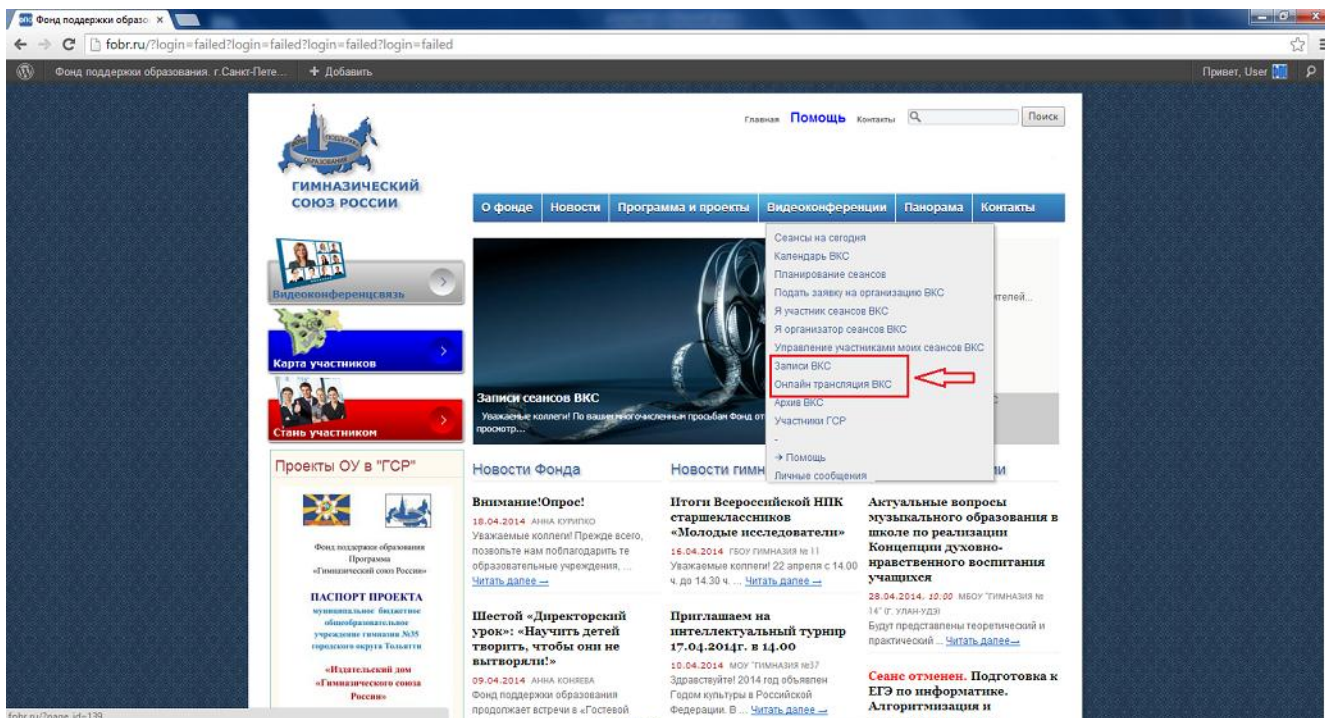 Фонд поддержки образо
fobr.ru/?login=failed?login=failed?login=failed?login=failed
Фонд поддержки образования. г.Санкт-Пете... + Добавить
Привет, User
Главная Помощь Контакты
Поиск
ГИМНАЗИЧЕСКИЙ
СОЮЗ РОССИИ
О фонде Новости Программа и проекты Видеоконференции Панорама Контакты
Сеансы на сегодня
Календарь ВКС
Планирование сеансов
Подать заявку на организацию ВКС
Я участник сеансов ВКС
Я организатор сеансов ВКС
Управление участниками моих сеансов ВКС
Записи ВКС
Онлайн трансляция ВКС
Архив ВКС
Участники ГСР
-
→ Помощь
Личные сообщения
Видеоконференцсвязь
Карта участников
Стань участником
Записи сеансов ВКС
Уважаемые коллеги! По вашим многочисленным просьбам Фонд от
просмотр...
ителей...
Проекты ОУ в "ГСР"
Фонд поддержки образования
Программа
«Гимназический союз России»
ПАСПОРТ ПРОЕКТА
муниципальное бюджетное
общеобразовательное
учреждение гимназия №35
городского округа Тольятти
«Издательский дом
«Гимназического союза
России»
Новости Фонда
Внимание!Опрос!
18.04.2014 АННА КУРИПКО
Уважаемые коллеги! Прежде всего,
позвольте нам поблагодарить те
образовательные учреждения, ...
Читать далее →
Шестой «Директорский
урок»: «Научить детей
творить, чтобы они не
вытворяли!»
09.04.2014 АННА КОНЯЕВА
Фонд поддержки образования
продолжает встречи в «Гостевой
Новости гимн
Итоги Всероссийской НПК
старшеклассников
«Молодые исследователи»
16.04.2014 ГБОУ ГИМНАЗИЯ № 11
Уважаемые коллеги! 22 апреля с 14.00
ч. до 14.30 ч. ... Читать далее →
Приглашаем на
интеллектуальный турнир
17.04.2014г. в 14.00
10.04.2014 МОУ "ГИМНАЗИЯ №37
Здравствуйте! 2014 год объявлен
Годом культуры в Российской
Федерации. В ... Читать далее →
ии
Актуальные вопросы
музыкального образования в
школе по реализации
Концепции духовно-
нравственного воспитания
учащихся
28.04.2014, 10:00 МБОУ "ГИМНАЗИЯ №
14" (Г. УЛАН-УДЭ)
Будут представлены теоретический и
практический ... Читать далее→
Сеанс отменен. Подготовка к
ЕГЭ по информатике.
Алгоритмизация и
fobr.ru/?page_id=139